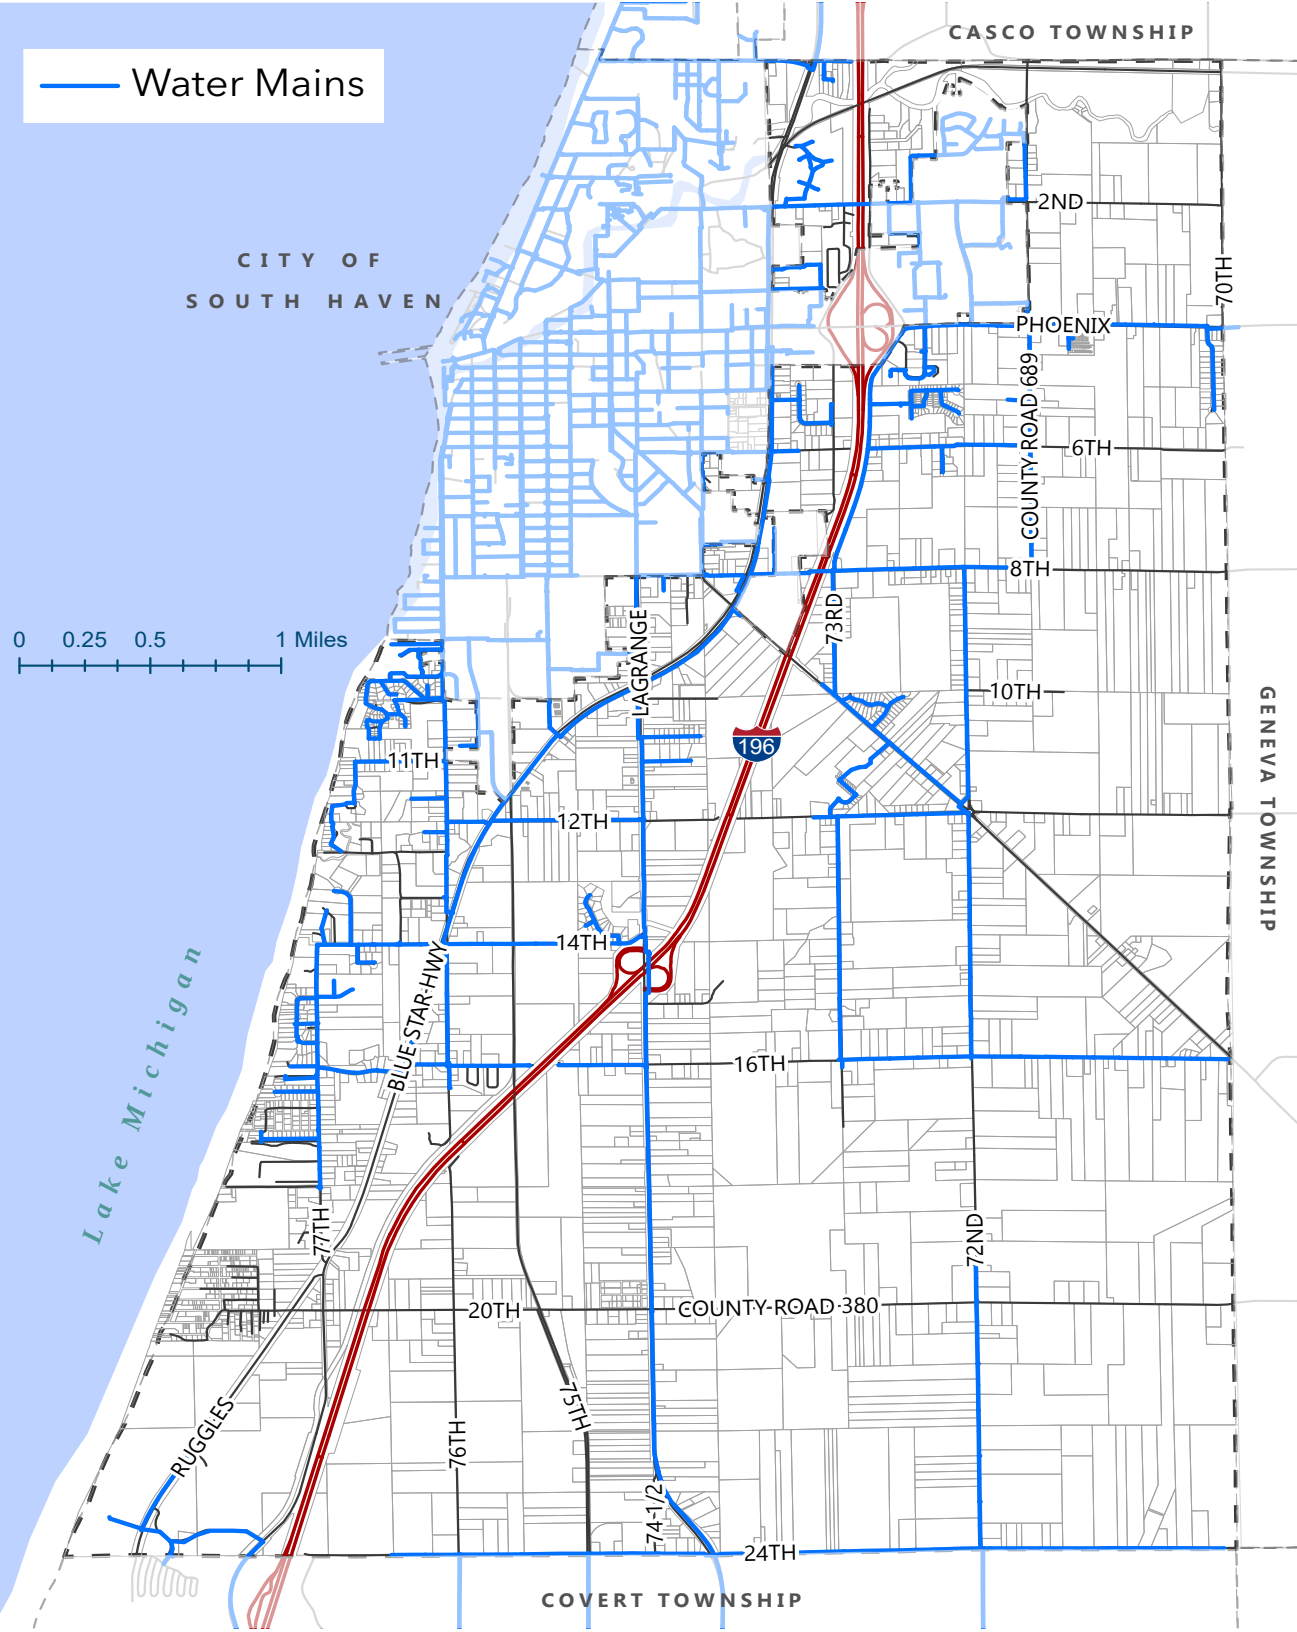 CASCO TOWNSHIP
Water Mains
2ND
CITY OF
SOUTH HAVEN
70TH
PHOENIX
COUNTY ROAD 689
6TH
8TH
0 0.25 0.5 1 Miles
73RD
LAGRANGE
10TH
GENEVA TOWNSHIP
196
11TH
12TH
14TH
Lake Michigan
BLUE STAR HWY
16TH
77TH
72ND
20TH
COUNTY ROAD 380
RUGGLES
75TH
76TH
74-1/2
24TH
COVERT TOWNSHIP